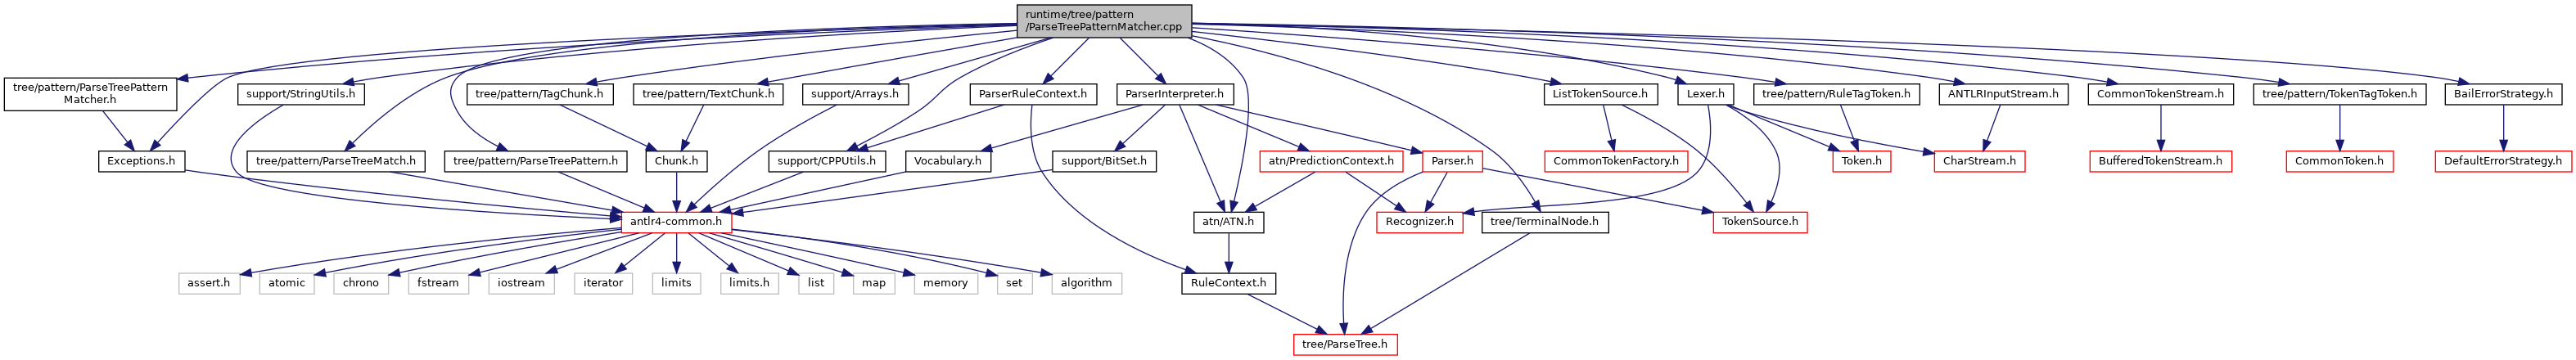 runtime/tree/pattern
/ParseTreePatternMatcher.cpp
tree/pattern/ParseTreePattern
Matcher.h
support/StringUtils.h
tree/pattern/TagChunk.h
tree/pattern/TextChunk.h
support/Arrays.h
ParserRuleContext.h
ParserInterpreter.h
ListTokenSource.h
Lexer.h
tree/pattern/RuleTagToken.h
ANTLRInputStream.h
CommonTokenStream.h
tree/pattern/TokenTagToken.h
BailErrorStrategy.h
Exceptions.h
tree/pattern/ParseTreeMatch.h
tree/pattern/ParseTreePattern.h
Chunk.h
support/CPPUtils.h
Vocabulary.h
support/BitSet.h
atn/PredictionContext.h
Parser.h
CommonTokenFactory.h
Token.h
CharStream.h
BufferedTokenStream.h
CommonToken.h
DefaultErrorStrategy.h
antlr4-common.h
atn/ATN.h
Recognizer.h
tree/TerminalNode.h
TokenSource.h
assert.h
atomic
chrono
fstream
iostream
iterator
limits
limits.h
list
map
memory
set
algorithm
RuleContext.h
tree/ParseTree.h